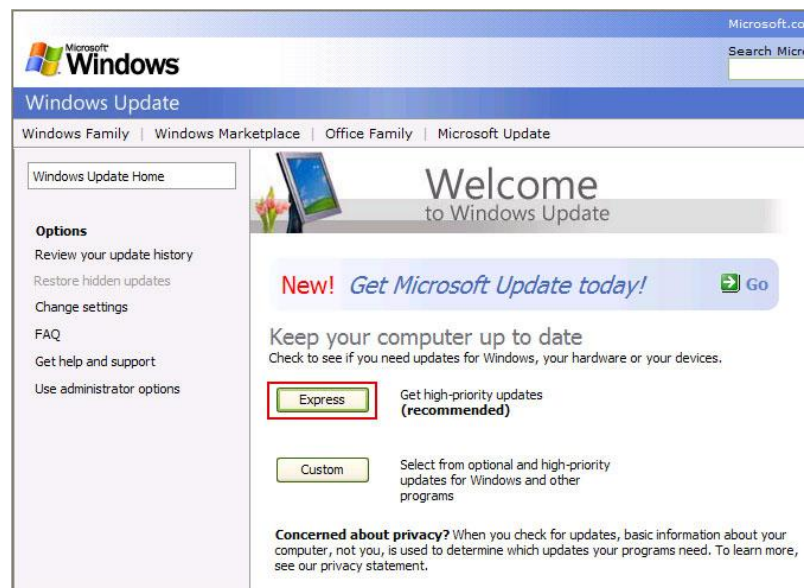 Microsoft.co
Microsoft
Windows
Search Micr
Windows Update
Windows Family | Windows Marketplace | Office Family | Microsoft Update
Windows Update Home
Welcome
to Windows Update
Options
Review your update history
Restore hidden updates
Change settings
FAQ
Get help and support
Use administrator options
New! Get Microsoft Update today! Go
Keep your computer up to date
Check to see if you need updates for Windows, your hardware or your devices.
Express
Get high-priority updates
(recommended)
Custom
Select from optional and high-priority
updates for Windows and other
programs
Concerned about privacy? When you check for updates, basic information about your
computer, not you, is used to determine which updates your programs need. To learn more,
see our privacy statement.